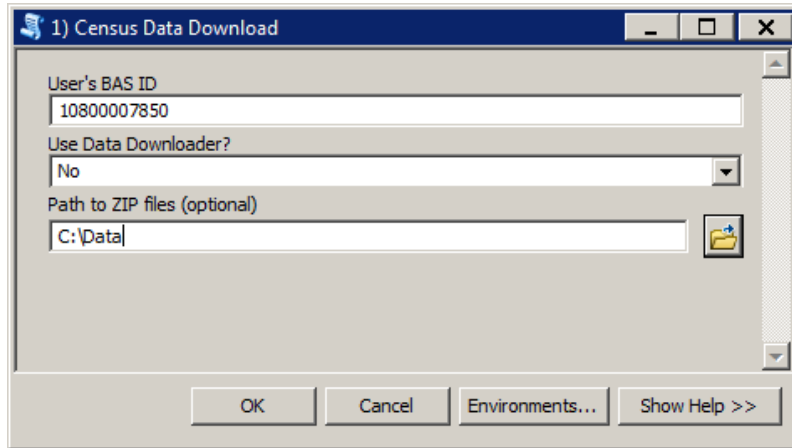 1) Census Data Download
User's BAS ID
10800007850
Use Data Downloader?
No
Path to ZIP files (optional)
C:\Data
OK Cancel Environments... Show Help >>